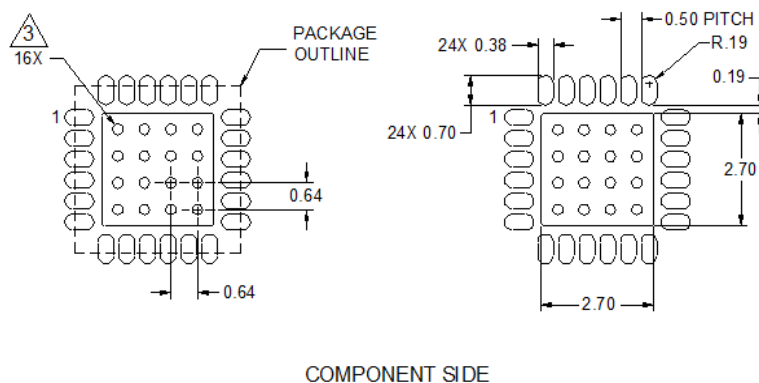 3
16X
PACKAGE
OUTLINE
1
0.64
0.64
24X 0.38
0.50 PITCH
R.19
0.19
24X 0.70
1
2.70
2.70
COMPONENT SIDE